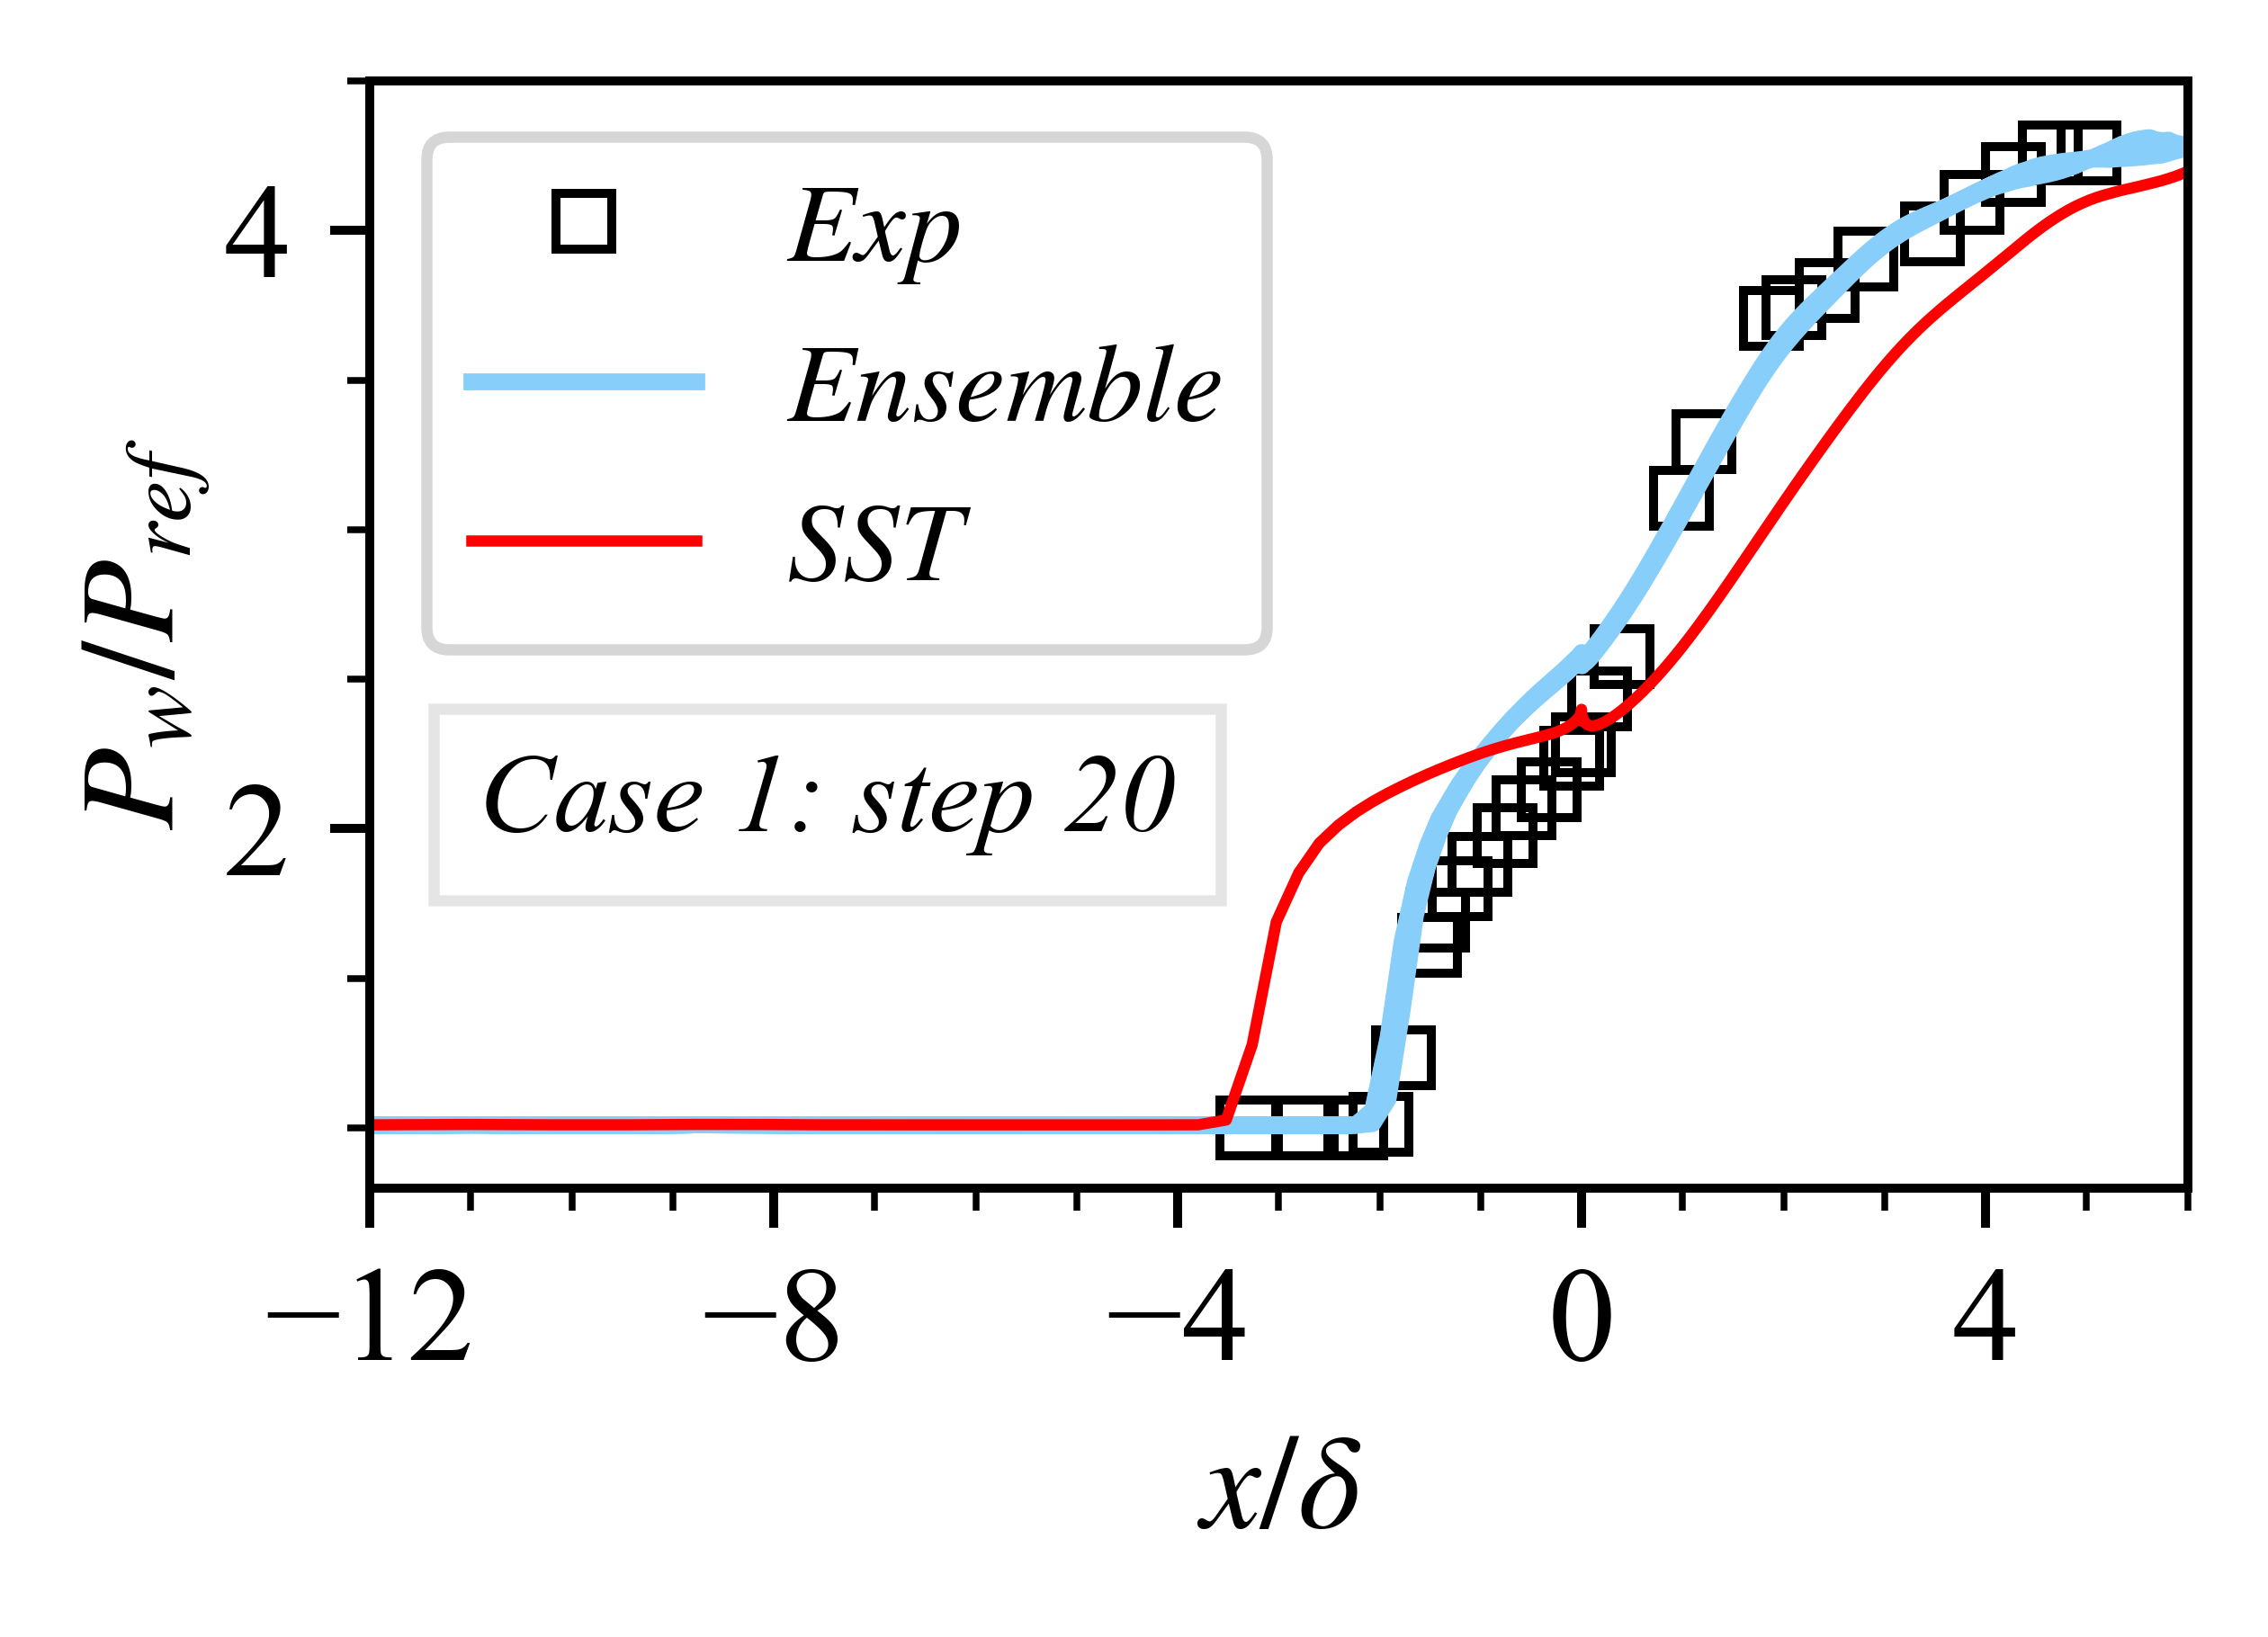 Exp
Ensemble
SST
Case 1: step 20
4
2
P_w/P_ref
−12 −8 −4 0 4
x/δ